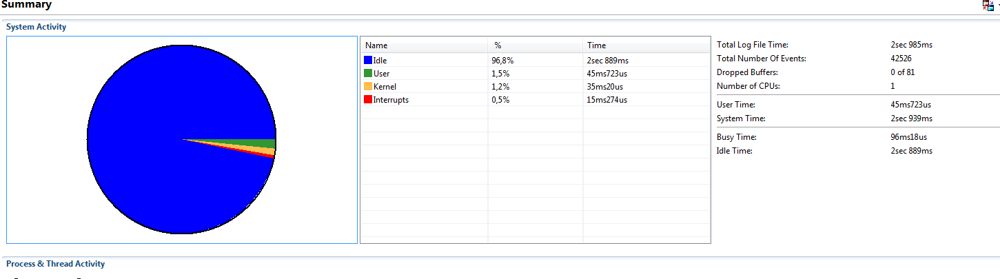 Summary
System Activity
Name % Time
Idle 96,8% 2sec 889ms
User 1,5% 45ms723us
Kernel 1,2% 35ms20us
Interrupts 0,5% 15ms274us
Total Log File Time: 2sec 985ms
Total Number Of Events: 42526
Dropped Buffers: 0 of 81
Number of CPUs: 1
User Time: 45ms723us
System Time: 2sec 939ms
Busy Time: 96ms18us
Idle Time: 2sec 889ms
Process & Thread Activity